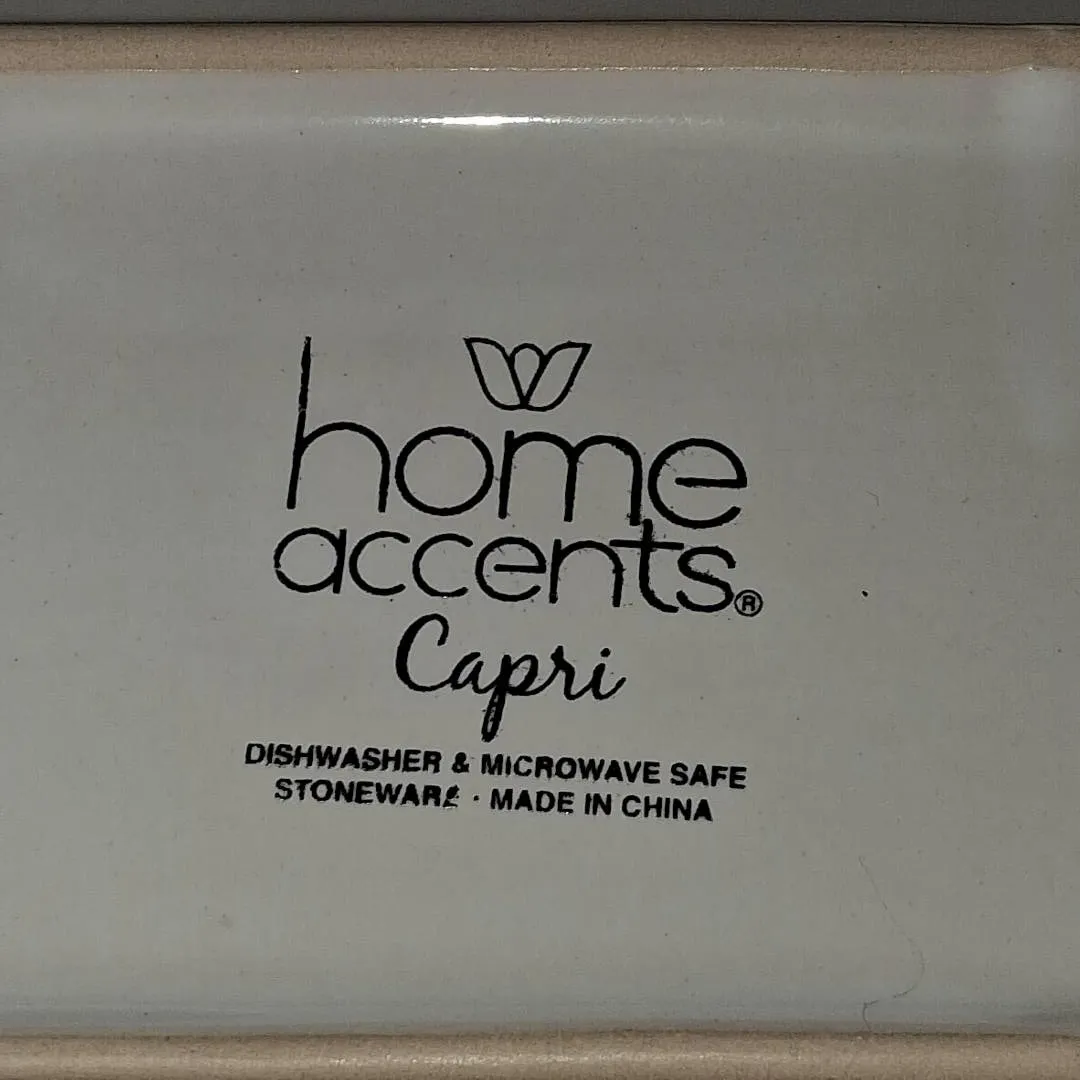 home
accents®
Capri
DISHWASHER & MICROWAVE SAFE
STONEWARE · MADE IN CHINA